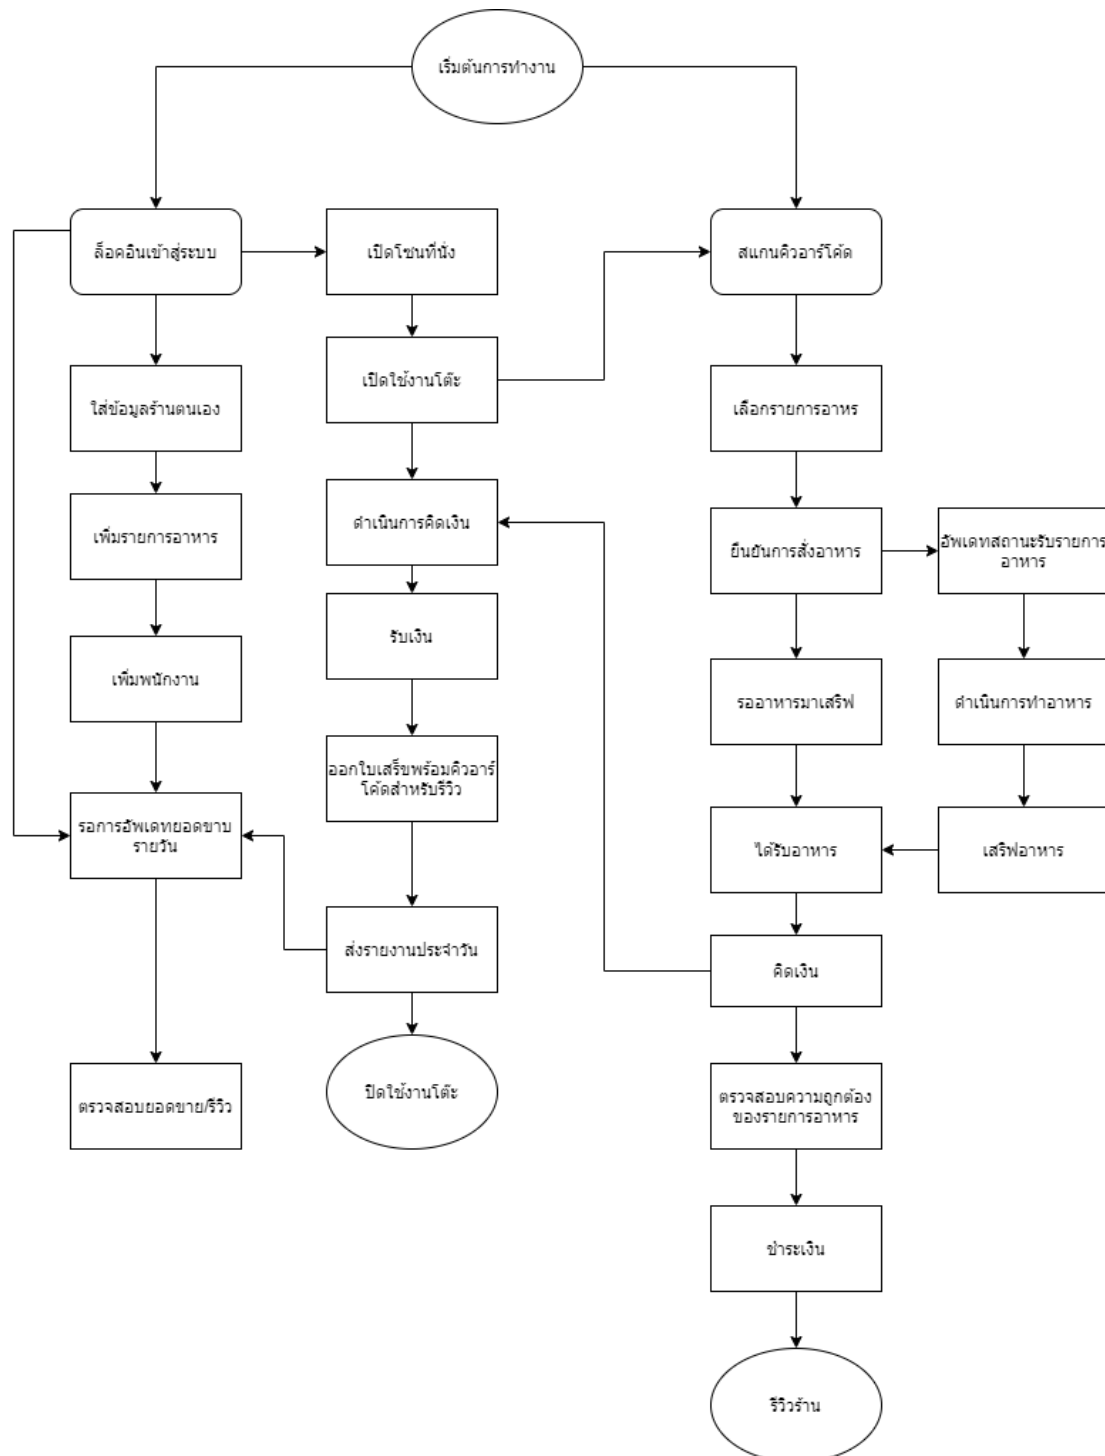 เริ่มต้นการทำงาน
ล็อคอินเข้าสู่ระบบ
เปิดโซนที่นั่ง
สแกนคิวอาร์โค้ด
ใส่ข้อมูลร้านตนเอง
เปิดใช้งานโต๊ะ
เลือกรายการอาหร
เพิ่มรายการอาหาร
ดำเนินการคิดเงิน
ยืนยันการสั่งอาหาร
อัพเดทสถานะรับรายการ
อาหาร
เพิ่มพนักงาน
รับเงิน
รออาหารมาเสริฟ
ดำเนินการทำอาหาร
ออกใบเสร็ขพร้อมคิวอาร์
โค้ดสำหรับรีวิว
รอการอัพเดทยอดขาบ
รายวัน
ได้รับอาหาร
เสริฟอาหาร
ส่งรายงานประจำวัน
คิดเงิน
ตรวจสอบยอดขาย/รีวิว
ปิดใช้งานโต๊ะ
ตรวจสอบความถูกต้อง
ของรายการอาหาร
ชำระเงิน
รีวิวร้าน